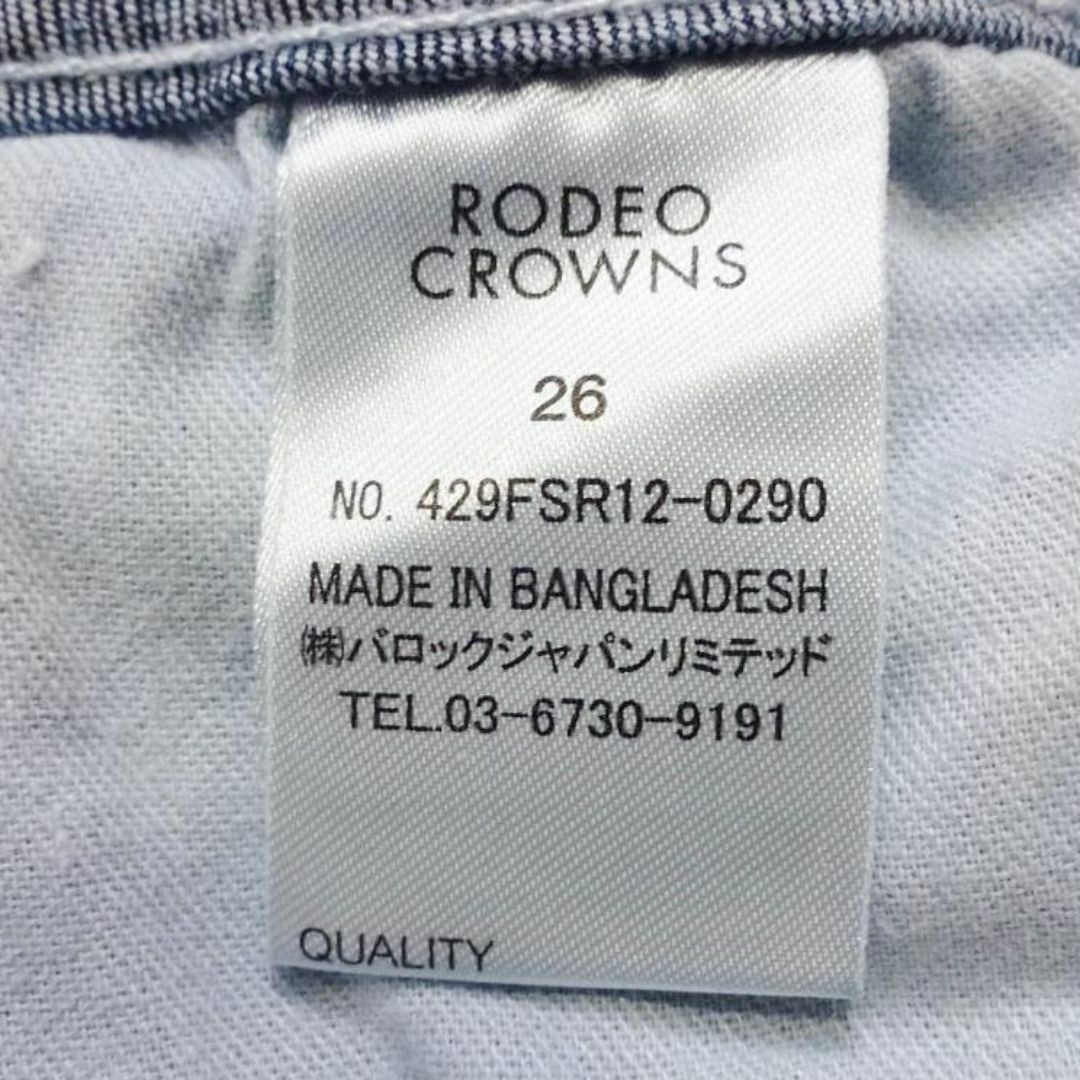 RODEO
CROWNS
26
NO. 429FSR12-0290
MADE IN BANGLADESH
(株)バロックジャパンリミテッド
TEL.03-6730-9191
QUALITY